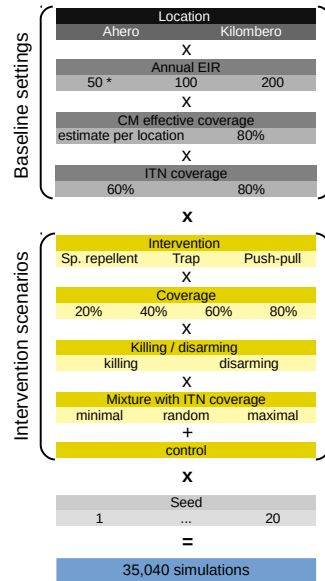 Baseline settings
Location
Ahero Kilombero
x
Annual EIR
50 * 100 200
x
CM effective coverage
estimate per location 80%
x
ITN coverage
60% 80%
x
Intervention scenarios
Intervention
Sp. repellent Trap Push-pull
x
Coverage
20% 40% 60% 80%
x
Killing / disarming
killing disarming
x
Mixture with ITN coverage
minimal random maximal
+
control
x
Seed
1 ... 20
=
35,040 simulations